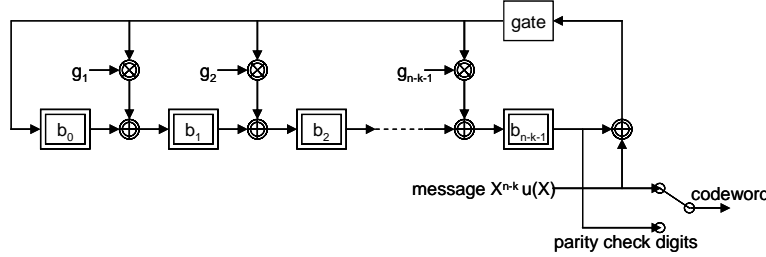 gate
g₁
g₂
gₙ₋ₖ₋₁
b₀
b₁
b₂
bₙ₋ₖ₋₁
message Xⁿ⁻ᵏ u(X)
codeword
parity check digits